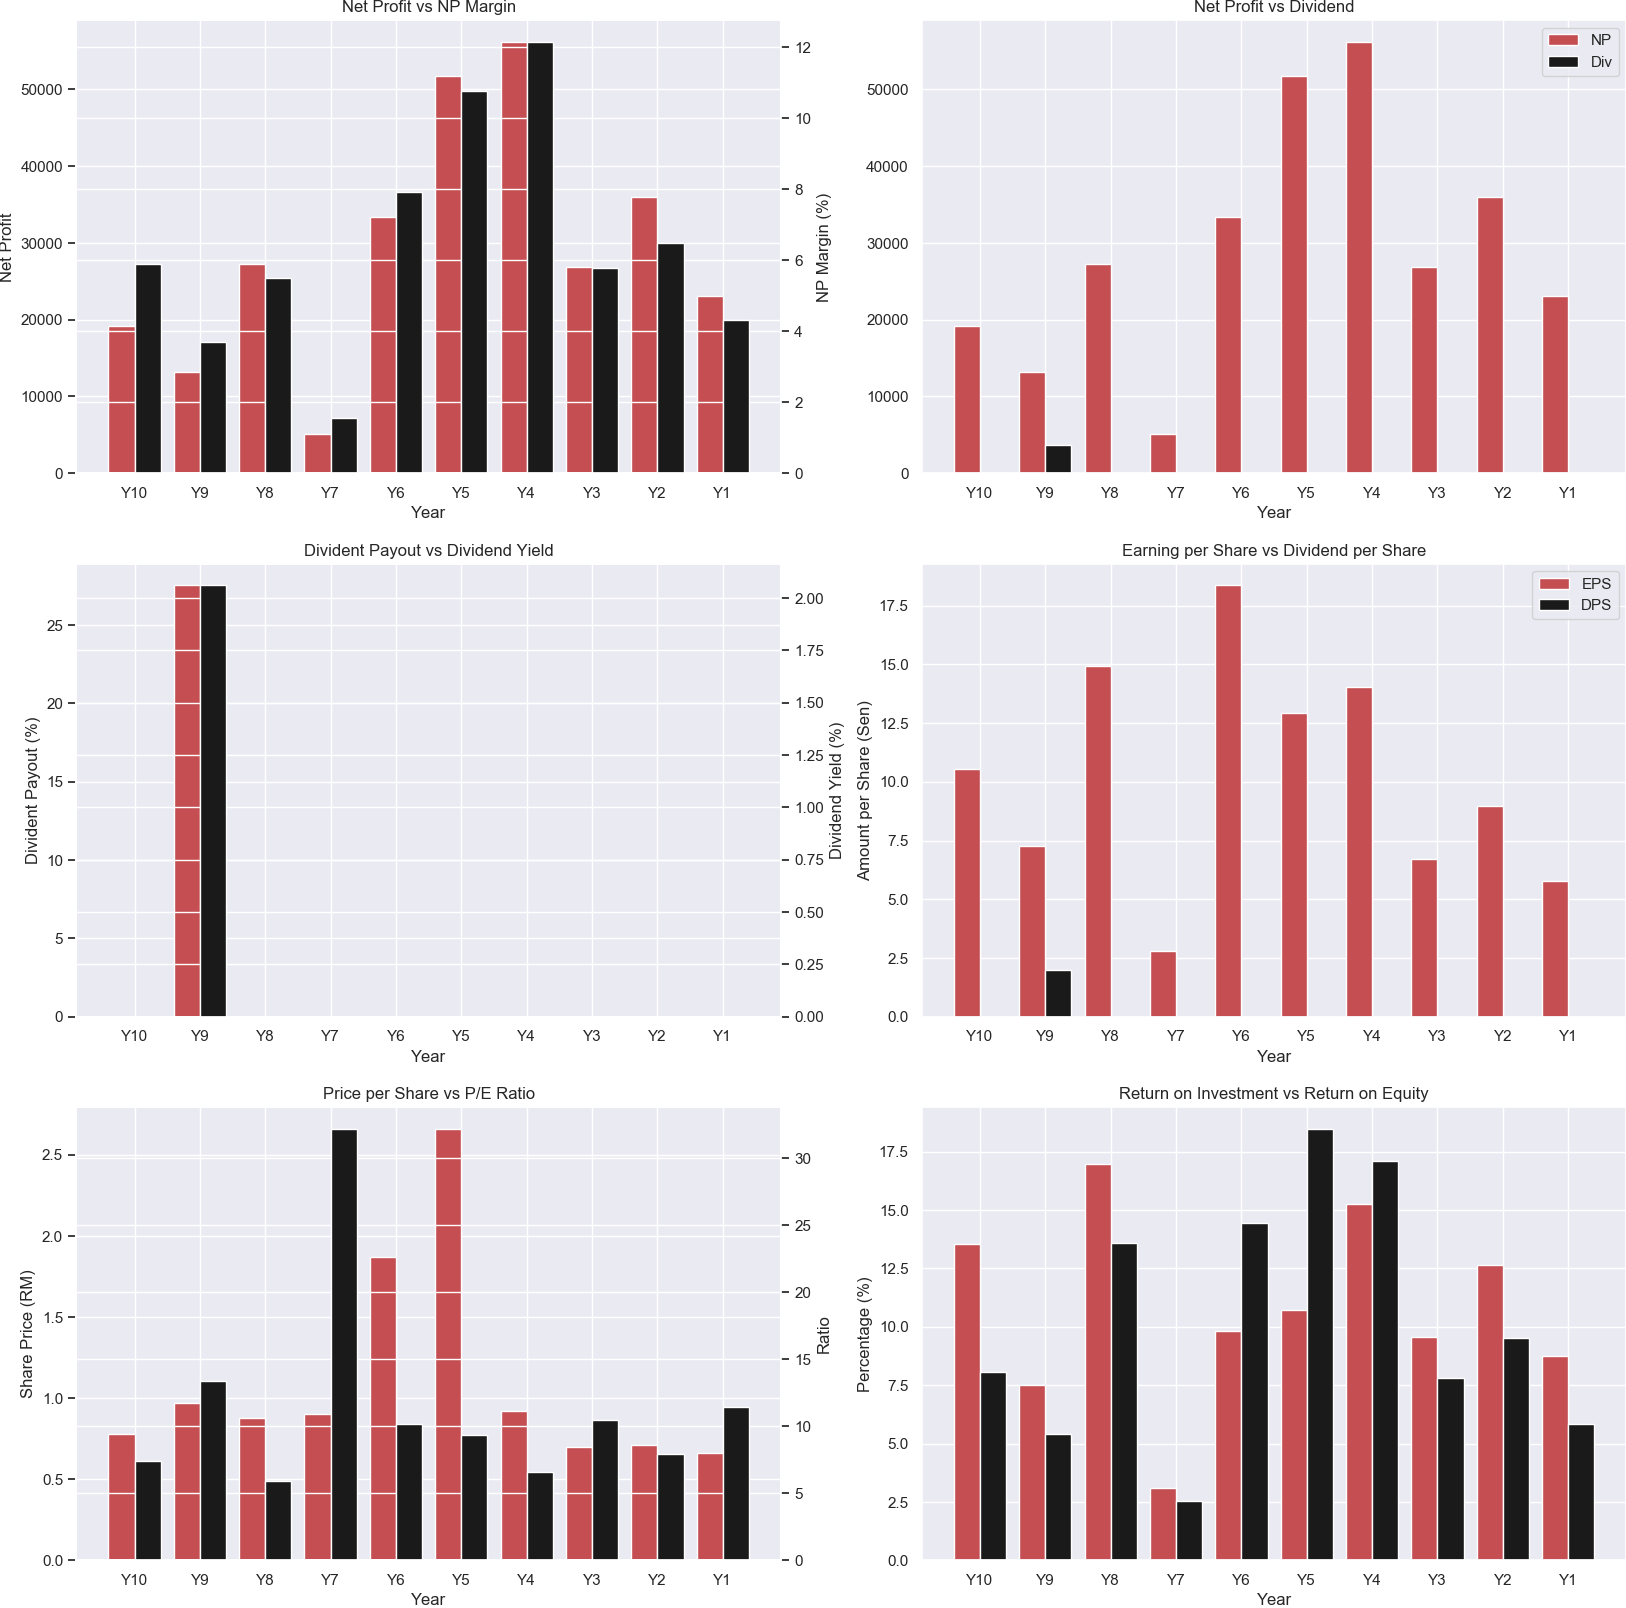 Net Profit vs NP Margin
Net Profit
50000
40000
30000
20000
10000
0
12
10
8
6
4
2
0
NP Margin (%)
Y10 Y9 Y8 Y7 Y6 Y5 Y4 Y3 Y2 Y1
Year
Net Profit vs Dividend
NP
Div
50000
40000
30000
20000
10000
0
Y10 Y9 Y8 Y7 Y6 Y5 Y4 Y3 Y2 Y1
Year
Divident Payout vs Dividend Yield
Divident Payout (%)
25
20
15
10
5
0
2.00
1.75
1.50
1.25
1.00
0.75
0.50
0.25
0.00
Dividend Yield (%)
Y10 Y9 Y8 Y7 Y6 Y5 Y4 Y3 Y2 Y1
Year
Earning per Share vs Dividend per Share
EPS
DPS
Amount per Share (Sen)
17.5
15.0
12.5
10.0
7.5
5.0
2.5
0.0
Y10 Y9 Y8 Y7 Y6 Y5 Y4 Y3 Y2 Y1
Year
Price per Share vs P/E Ratio
Share Price (RM)
2.5
2.0
1.5
1.0
0.5
0.0
30
25
20
15
10
5
0
Ratio
Y10 Y9 Y8 Y7 Y6 Y5 Y4 Y3 Y2 Y1
Year
Return on Investment vs Return on Equity
Percentage (%)
17.5
15.0
12.5
10.0
7.5
5.0
2.5
0.0
Y10 Y9 Y8 Y7 Y6 Y5 Y4 Y3 Y2 Y1
Year